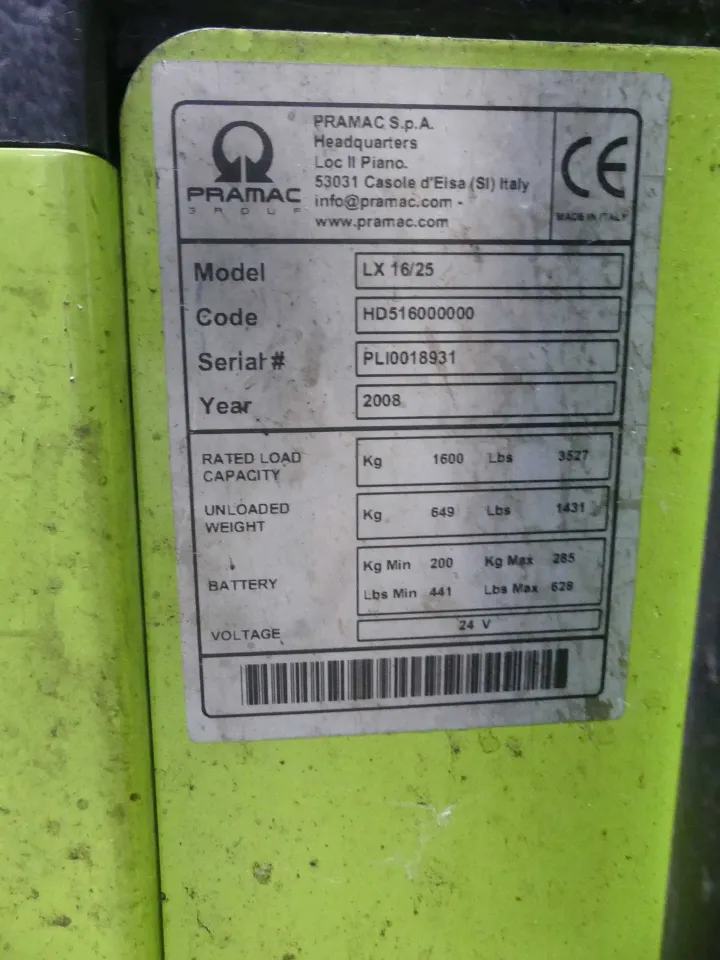 PRAMAC
GROUP
PRAMAC S.p.A.
Headquarters
Loc Il Piano.
53031 Casole d'Elsa (SI) Italy
info@pramac.com -
www.pramac.com
CE
MADE IN ITALY
Model LX 16/25
Code HD516000000
Serial # PLI0018931
Year 2008
RATED LOAD CAPACITY Kg 1600 Lbs 3527
UNLOADED WEIGHT Kg 649 Lbs 1431
BATTERY Kg Min 200 Kg Max 285
Lbs Min 441 Lbs Max 628
VOLTAGE 24 V